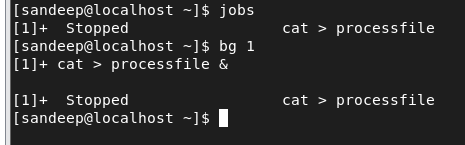 [sandeep@localhost ~]$ jobs
[1]+  Stopped                 cat > processfile
[sandeep@localhost ~]$ bg 1
[1]+ cat > processfile &
[1]+  Stopped                 cat > processfile
[sandeep@localhost ~]$